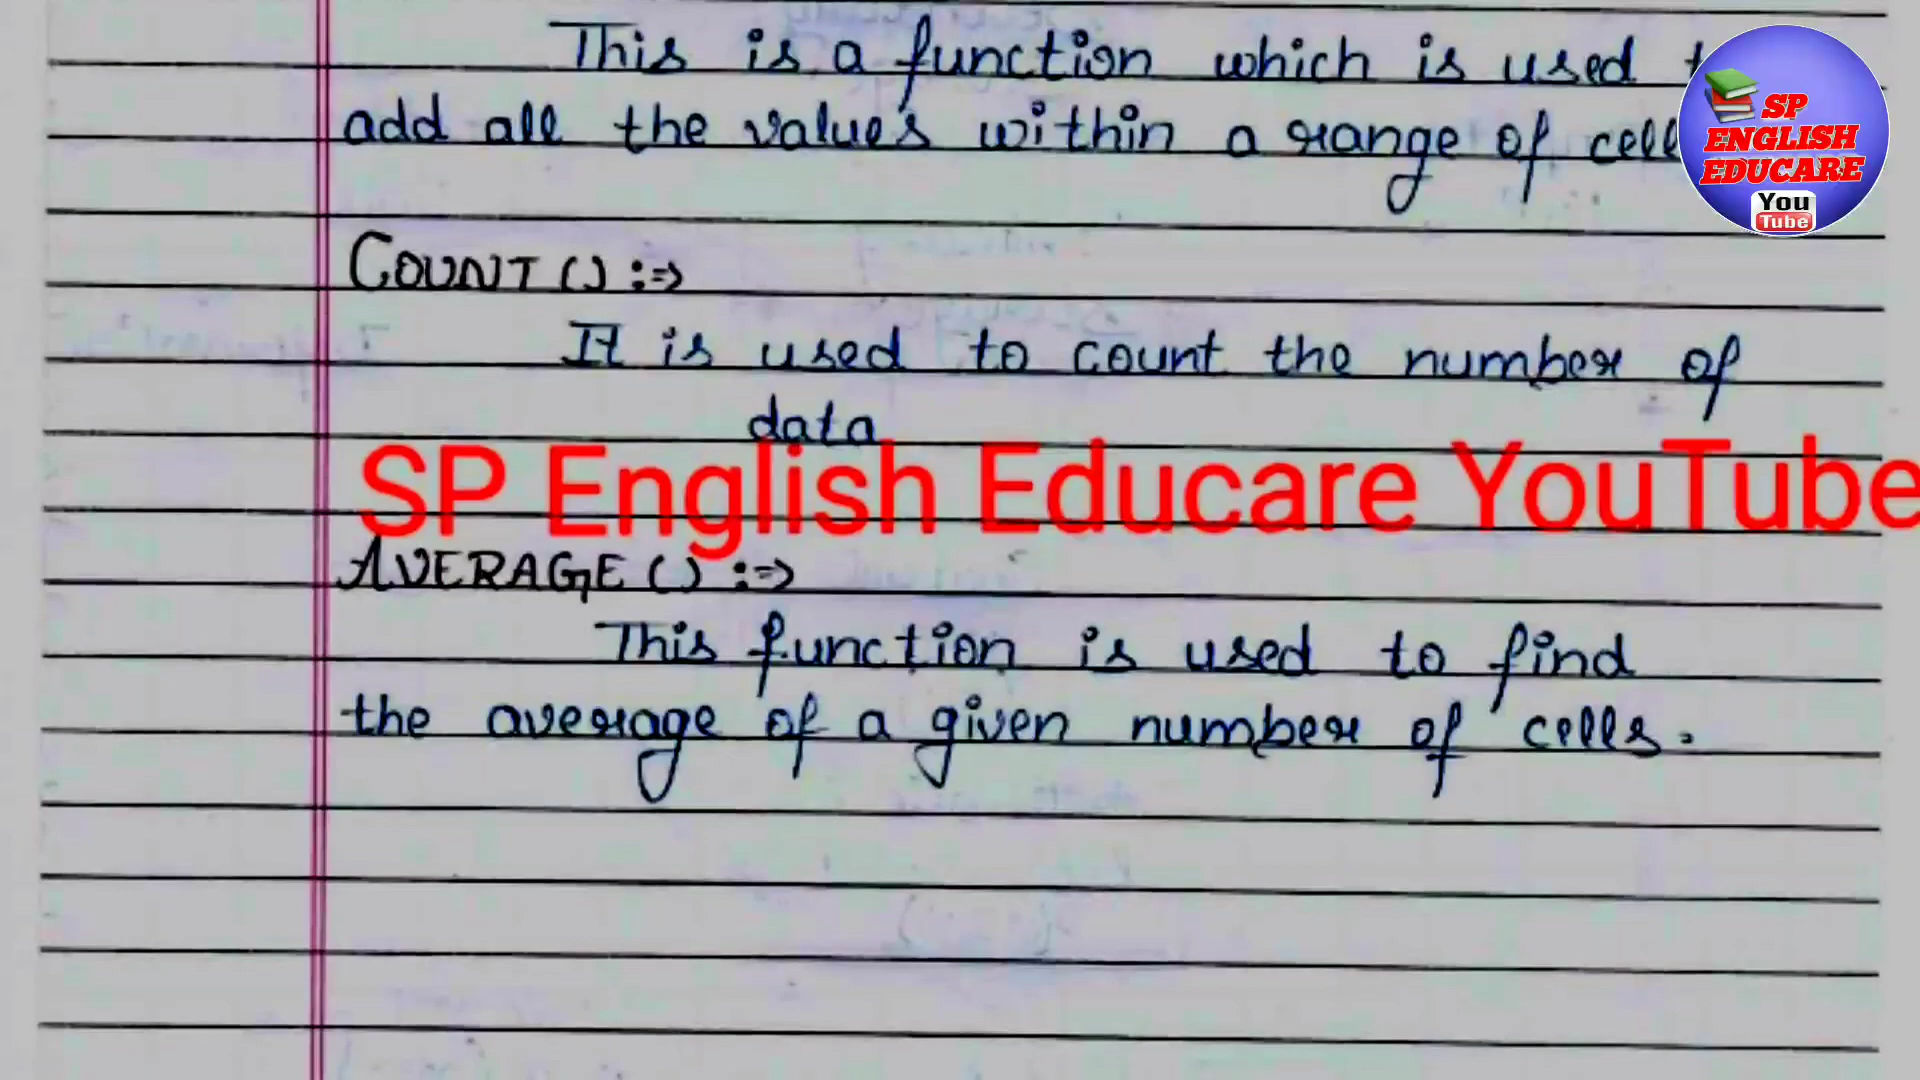 This is a function which is used t
add all the values within a range of cell
SP
ENGLISH
EDUCARE
You
Tube
COUNT () :⇒
It is used to count the number of
data
SP English Educare YouTube
AVERAGE () :⇒
This function is used to find
the average of a given number of cells.